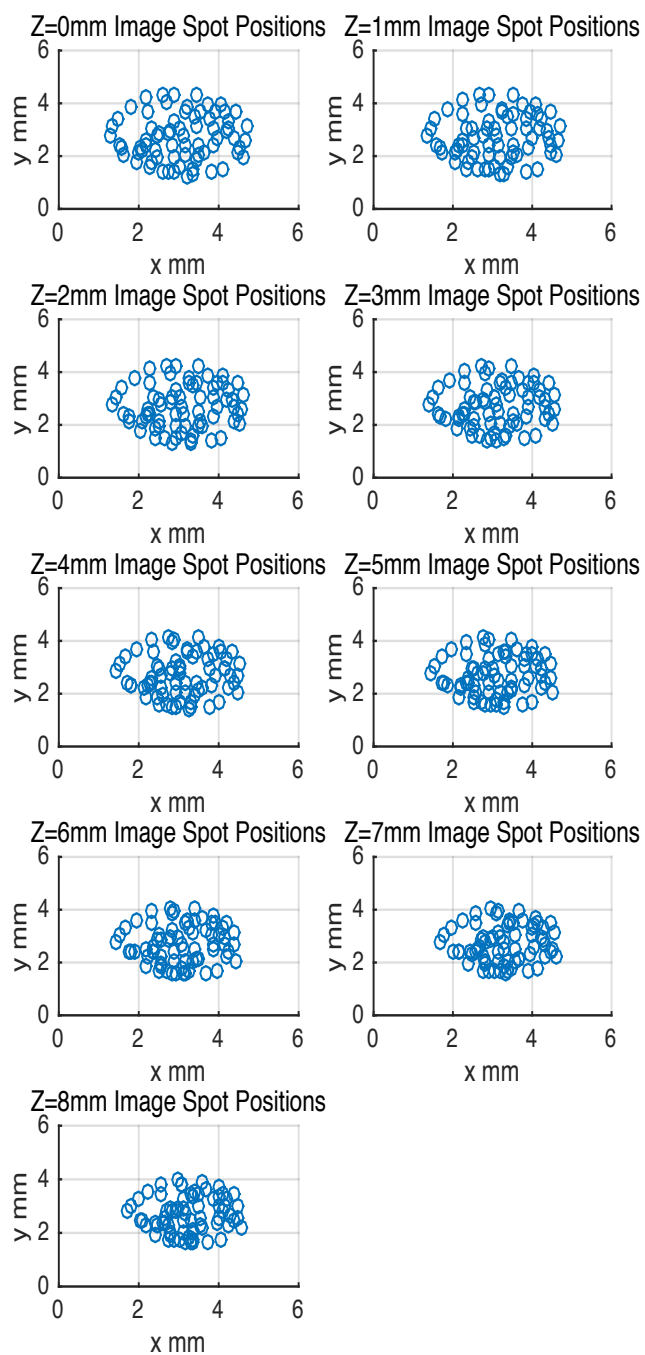 Z=0mm Image Spot Positions
6
4
2
0
y mm
0 2 4 6
x mm
Z=1mm Image Spot Positions
6
4
2
0
y mm
0 2 4 6
x mm
Z=2mm Image Spot Positions
6
4
2
0
y mm
0 2 4 6
x mm
Z=3mm Image Spot Positions
6
4
2
0
y mm
0 2 4 6
x mm
Z=4mm Image Spot Positions
6
4
2
0
y mm
0 2 4 6
x mm
Z=5mm Image Spot Positions
6
4
2
0
y mm
0 2 4 6
x mm
Z=6mm Image Spot Positions
6
4
2
0
y mm
0 2 4 6
x mm
Z=7mm Image Spot Positions
6
4
2
0
y mm
0 2 4 6
x mm
Z=8mm Image Spot Positions
6
4
2
0
y mm
0 2 4 6
x mm